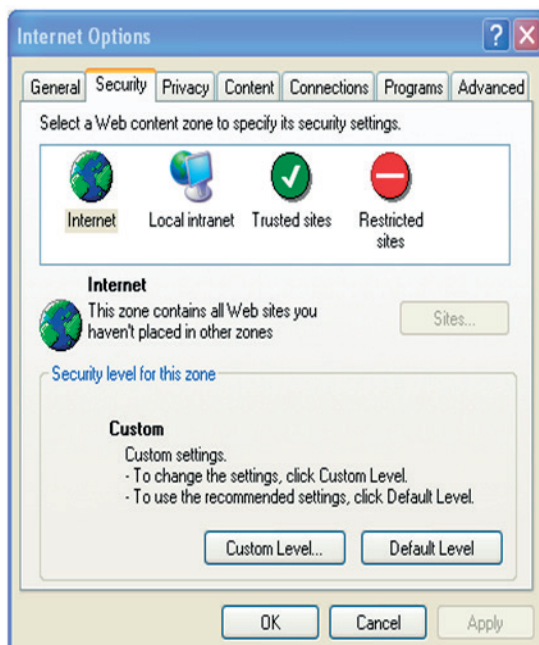 Internet Options
General Security Privacy Content Connections Programs Advanced
Select a Web content zone to specify its security settings.
Internet Local intranet Trusted sites Restricted
sites
Internet
This zone contains all Web sites you
haven't placed in other zones
Sites...
Security level for this zone
Custom
Custom settings.
- To change the settings, click Custom Level.
- To use the recommended settings, click Default Level.
Custom Level... Default Level
OK Cancel Apply